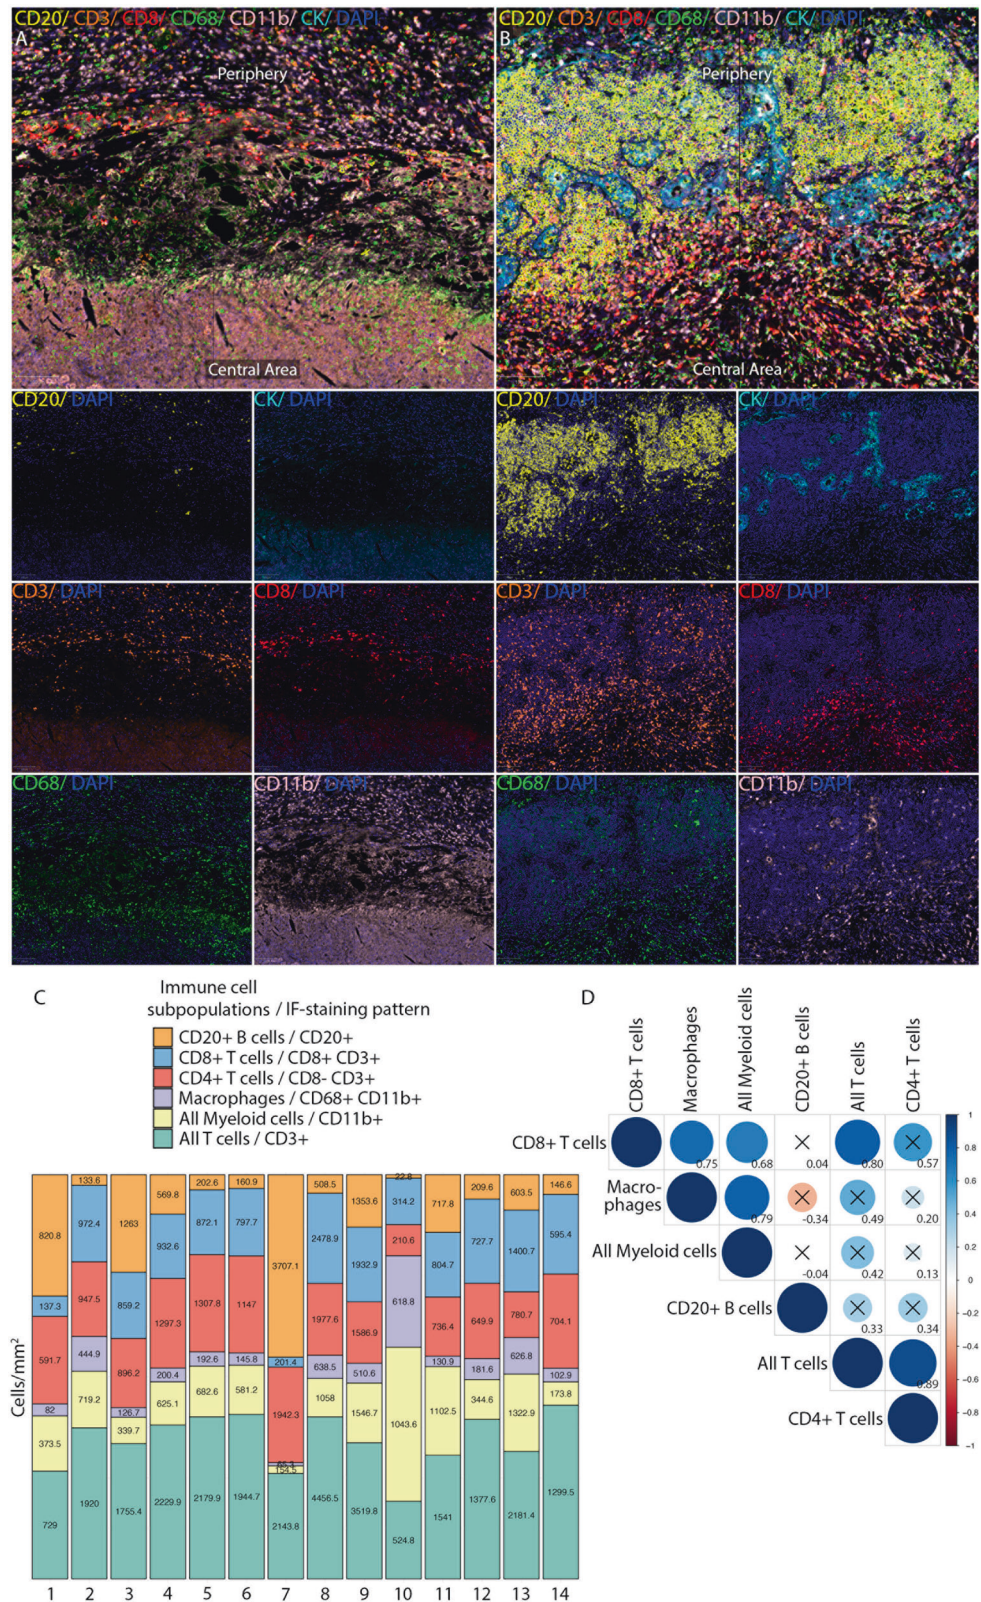 CD20/ CD3/ CD8/ CD68/ CD11b/ CK/ DAPI
A
Periphery
Central Area
CD20/ CD3/ CD8/ CD68/ CD11b/ CK/ DAPI
B
Periphery
Central Area
CD20/ DAPI
CK/ DAPI
CD20/ DAPI
CK/ DAPI
CD3/ DAPI
CD8/ DAPI
CD3/ DAPI
CD8/ DAPI
CD68/ DAPI
CD11b/ DAPI
CD68/ DAPI
CD11b/ DAPI
C
Immune cell
subpopulations / IF-staining pattern
CD20+ B cells / CD20+
CD8+ T cells / CD8+ CD3+
CD4+ T cells / CD8- CD3+
Macrophages / CD68+ CD11b+
All Myeloid cells / CD11b+
All T cells / CD3+
Cells/mm²
820.8
137.3
591.7
82
373.5
729
133.6
972.4
947.5
444.9
719.2
1920
1263
859.2
896.2
126.7
339.7
1755.4
569.8
932.6
1297.3
200.4
625.1
2229.9
202.6
872.1
1307.8
192.6
682.6
2179.9
160.9
797.7
1147
145.8
581.2
1944.7
3707.1
201.4
1942.3
154.5
2143.8
508.5
2478.9
1977.6
638.5
1058
4456.5
1353.6
1932.9
1586.9
510.6
1546.7
3519.8
22.8
314.2
210.6
618.8
1043.6
524.8
717.8
804.7
736.4
130.9
1102.5
1541
209.6
727.7
649.9
181.6
344.6
1377.6
603.5
1400.7
780.7
626.8
1322.9
2181.4
146.6
595.4
704.1
102.9
173.8
1299.5
1 2 3 4 5 6 7 8 9 10 11 12 13 14
D
CD8+ T cells
Macrophages
All Myeloid cells
CD20+ B cells
All T cells
CD4+ T cells
CD8+ T cells
0.75 0.68 0.04 0.80 0.57
Macro-
phages
0.79 -0.34 0.49 0.20
All Myeloid cells
-0.04 0.42 0.13
CD20+ B cells
0.33 0.34
All T cells
0.89
CD4+ T cells
1
0.8
0.6
0.4
0.2
0
−0.2
−0.4
−0.6
−0.8
−1